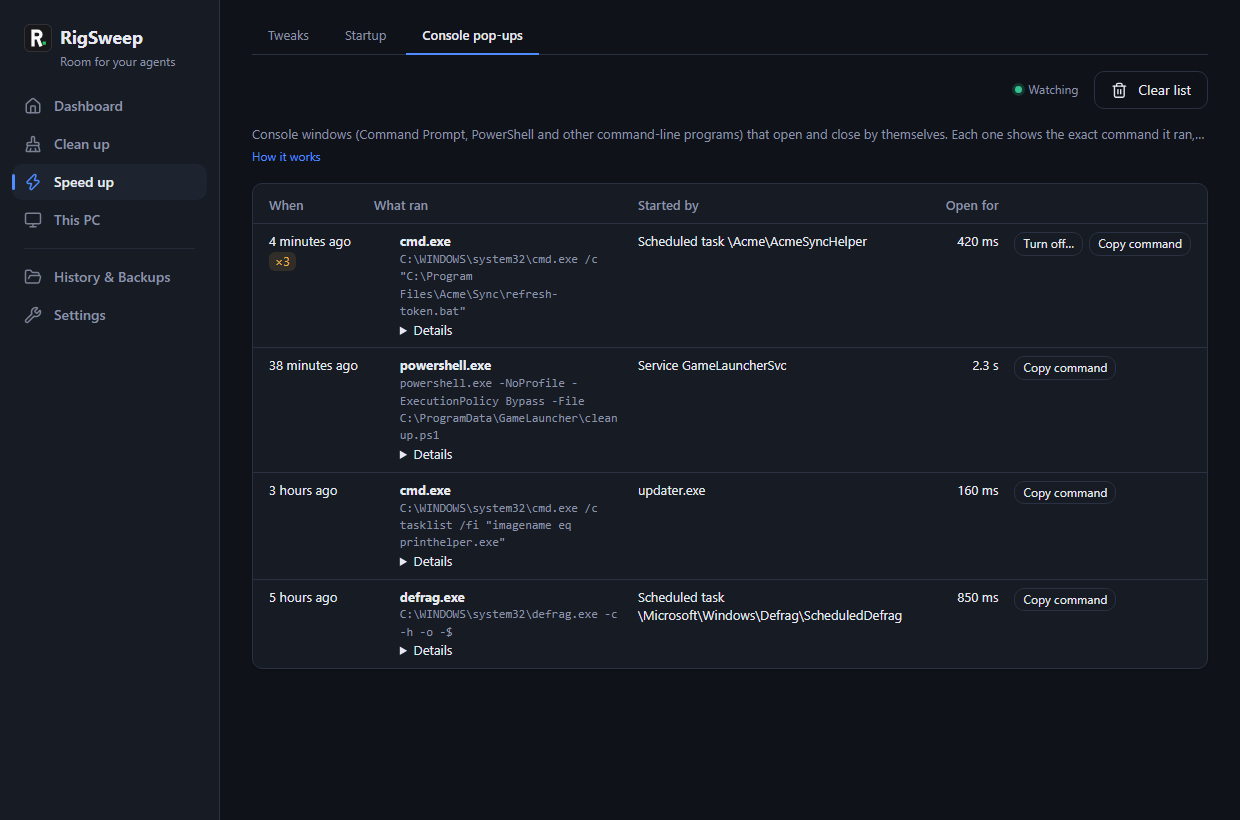 R.
RigSweep
Room for your agents
Dashboard
Clean up
Speed up
This PC
History & Backups
Settings
Tweaks
Startup
Console pop-ups
Watching
Clear list
Console windows (Command Prompt, PowerShell and other command-line programs) that open and close by themselves. Each one shows the exact command it ran,...
How it works
When
What ran
Started by
Open for
4 minutes ago
×3
cmd.exe
C:\WINDOWS\system32\cmd.exe /c
"C:\Program
Files\Acme\Sync\refresh-
token.bat"
Details
Scheduled task \Acme\AcmeSyncHelper
420 ms
Turn off...
Copy command
38 minutes ago
powershell.exe
powershell.exe -NoProfile -
ExecutionPolicy Bypass -File
C:\ProgramData\GameLauncher\clean
up.ps1
Details
Service GameLauncherSvc
2.3 s
Copy command
3 hours ago
cmd.exe
C:\WINDOWS\system32\cmd.exe /c
tasklist /fi "imagename eq
printhelper.exe"
Details
updater.exe
160 ms
Copy command
5 hours ago
defrag.exe
C:\WINDOWS\system32\defrag.exe -c
-h -o -$
Details
Scheduled task
\Microsoft\Windows\Defrag\ScheduledDefrag
850 ms
Copy command